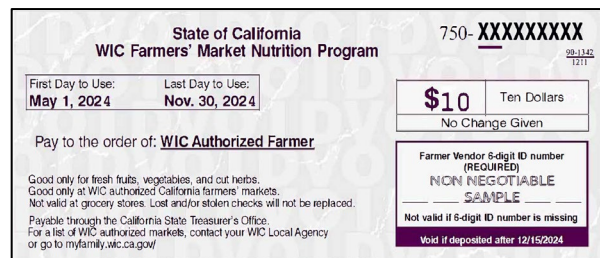 State of California
WIC Farmers' Market Nutrition Program
750- XXXXXXXXX
90-1342
1211
First Day to Use:
May 1, 2024
Last Day to Use:
Nov. 30, 2024
$10
Ten Dollars
No Change Given
Pay to the order of: WIC Authorized Farmer
Good only for fresh fruits, vegetables, and cut herbs.
Good only at WIC authorized California farmers' markets.
Not valid at grocery stores. Lost and/or stolen checks will not be replaced.
Payable through the California State Treasurer's Office.
For a list of WIC authorized markets, contact your WIC Local Agency
or go to myfamily.wic.ca.gov/
Farmer Vendor 6-digit ID number
(REQUIRED)
NON NEGOTIABLE
SAMPLE
Not valid if 6-digit ID number is missing
Void if deposited after 12/15/2024